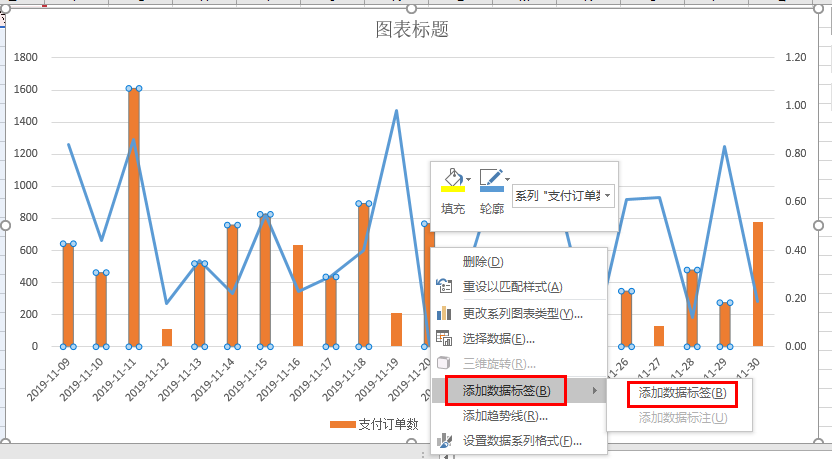 图表标题
1800
1600
1400
1200
1000
800
600
400
200
0
1.20
1.00
0.80
0.60
0.40
0.20
0.00
2019-11-09
2019-11-10
2019-11-11
2019-11-12
2019-11-13
2019-11-14
2019-11-15
2019-11-16
2019-11-17
2019-11-18
2019-11-19
2019-11-20
11-26
11-27
11-28
11-29
11-30
支付订单数
填充
轮廓
系列 "支付订单数
删除(D)
重设以匹配样式(A)
更改系列图表类型(Y)...
选择数据(E)...
三维旋转(R)...
添加数据标签(B)
添加趋势线(R)...
设置数据系列格式(F)...
添加数据标签(B)
添加数据标注(U)